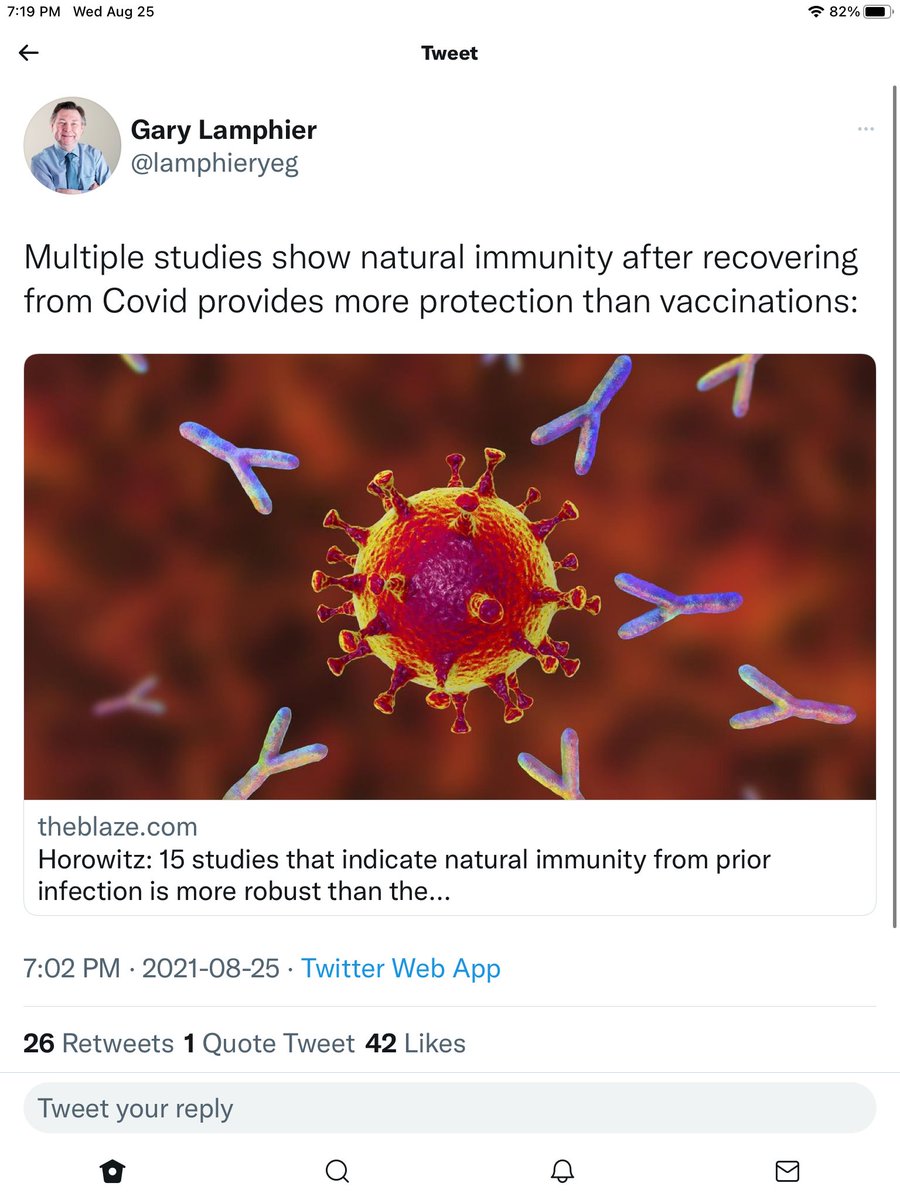 7:19 PM Wed Aug 25
82%
Tweet
Gary Lamphier
@lamphieryeg
Multiple studies show natural immunity after recovering
from Covid provides more protection than vaccinations:
theblaze.com
Horowitz: 15 studies that indicate natural immunity from prior
infection is more robust than the...
7:02 PM · 2021-08-25 · Twitter Web App
26 Retweets 1 Quote Tweet 42 Likes
Tweet your reply